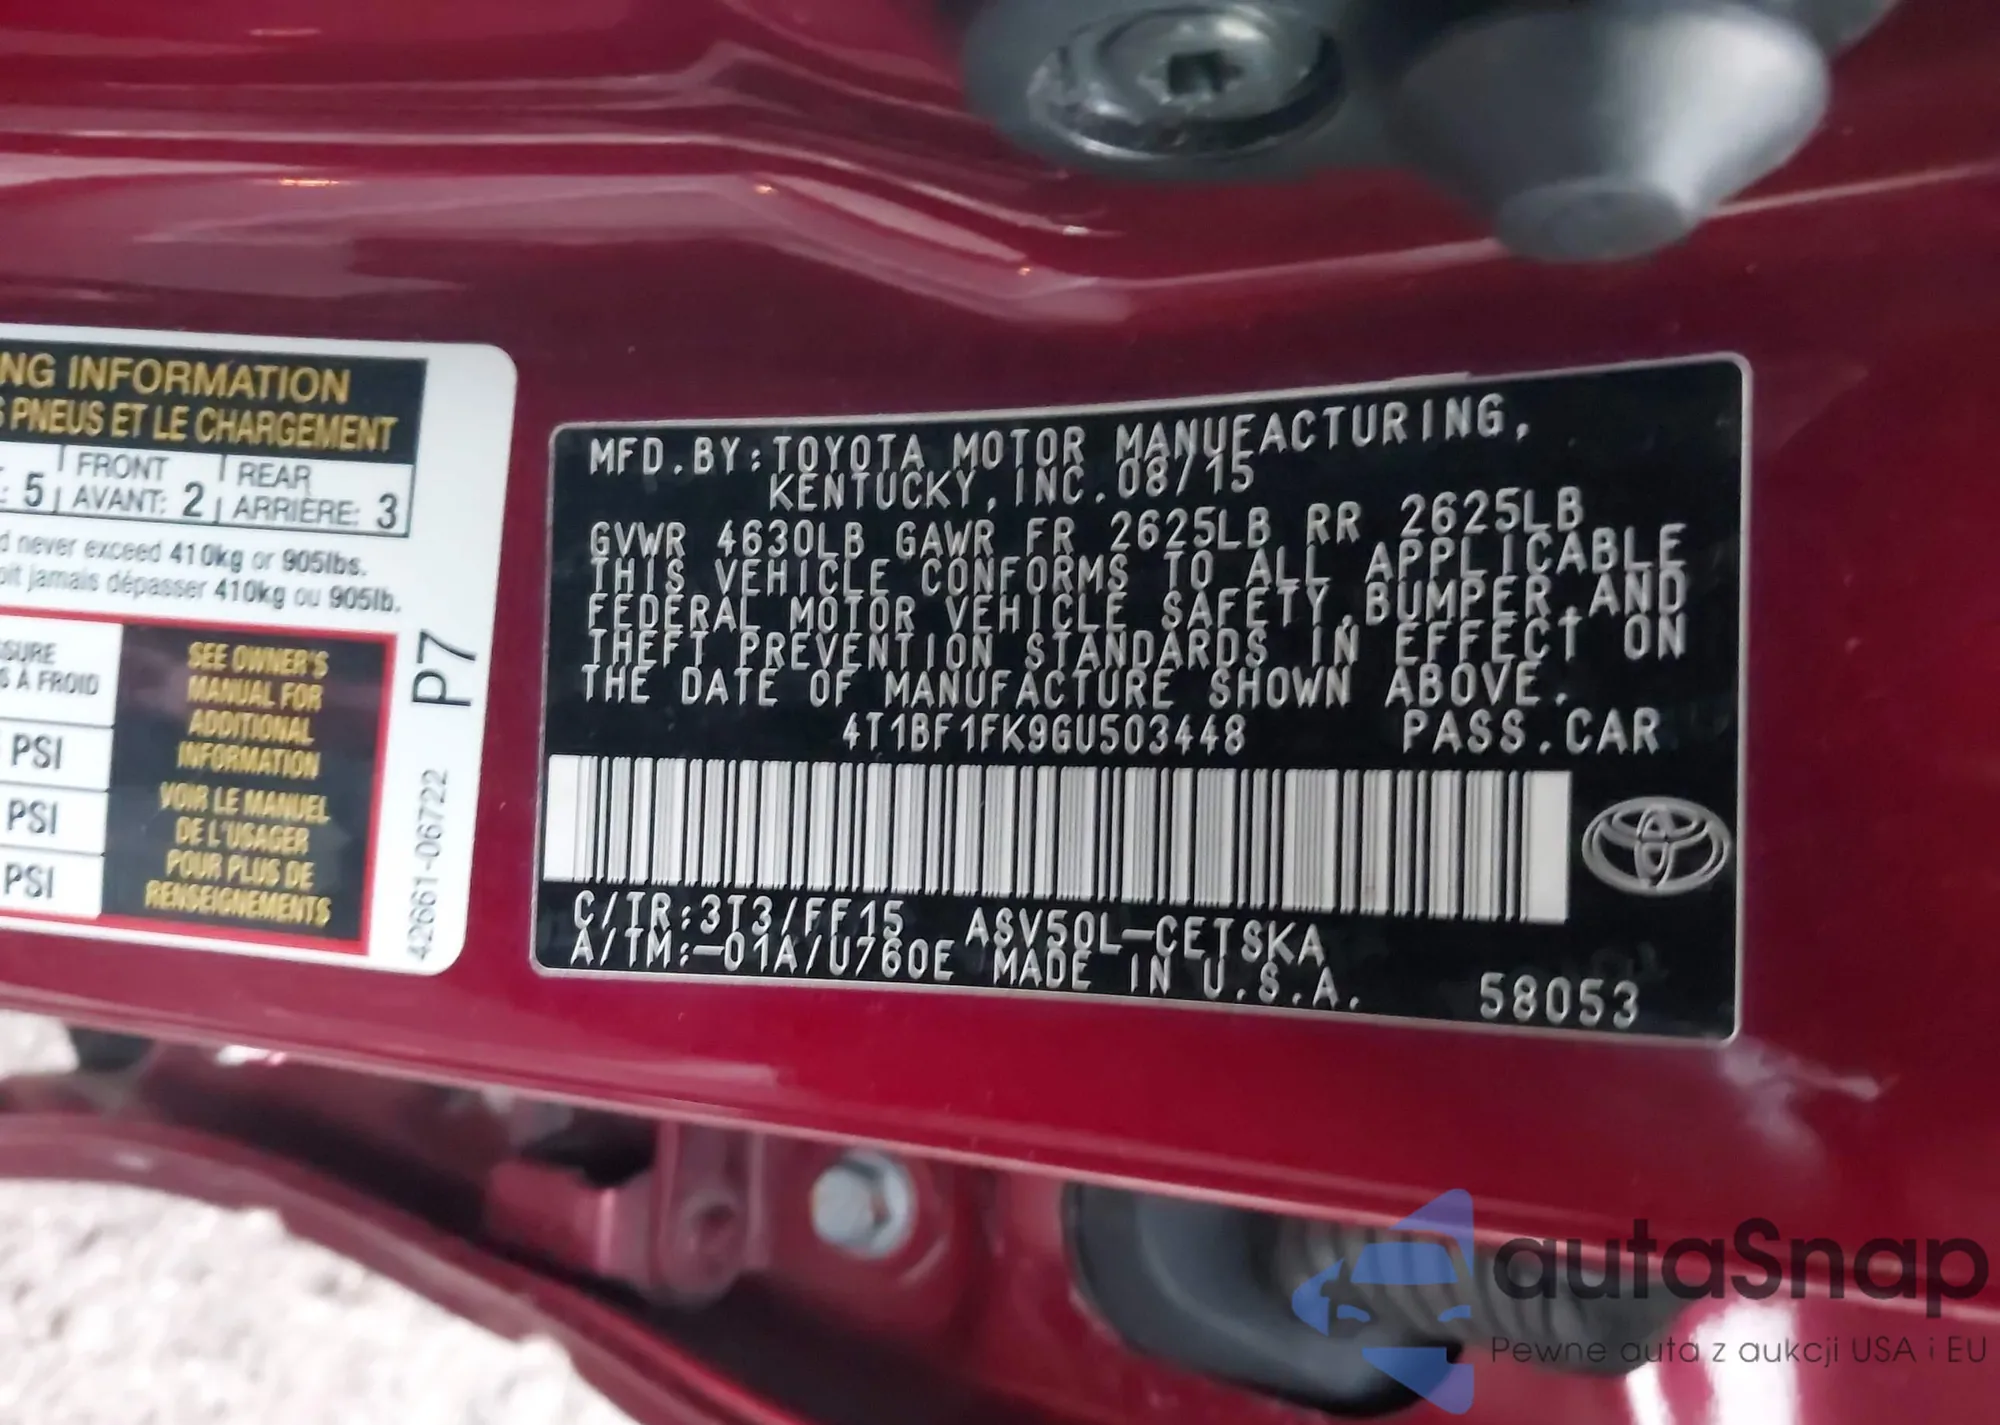 NG INFORMATION
S PNEUS ET LE CHARGEMENT
FRONT REAR
: 5 AVANT: 2 ARRIÈRE: 3
d never exceed 410kg or 905lbs.
oit jamais dépasser 410kg ou 905lb.
SURE
S À FROID
PSI
PSI
PSI
SEE OWNER'S
MANUAL FOR
ADDITIONAL
INFORMATION
VOIR LE MANUEL
DE L'USAGER
POUR PLUS DE
RENSEIGNEMENTS
P7
42661-06722
MFD.BY:TOYOTA MOTOR MANUFACTURING,
KENTUCKY, INC. 08/15
GVWR 4630LB GAWR FR 2625LB RR 2625LB
THIS VEHICLE CONFORMS TO ALL APPLICABLE
FEDERAL MOTOR VEHICLE SAFETY,BUMPER,AND
THEFT PREVENTION STANDARDS IN EFFECT ON
THE DATE OF MANUFACTURE SHOWN ABOVE.
4T1BF1FK9GU503448 PASS.CAR
C/TR:3T3/FF15 ASV50L-CETSKA
A/TM:-01A/U760E MADE IN U.S.A.
58053
autaSnap
Pewne auta z aukcji USA i EU